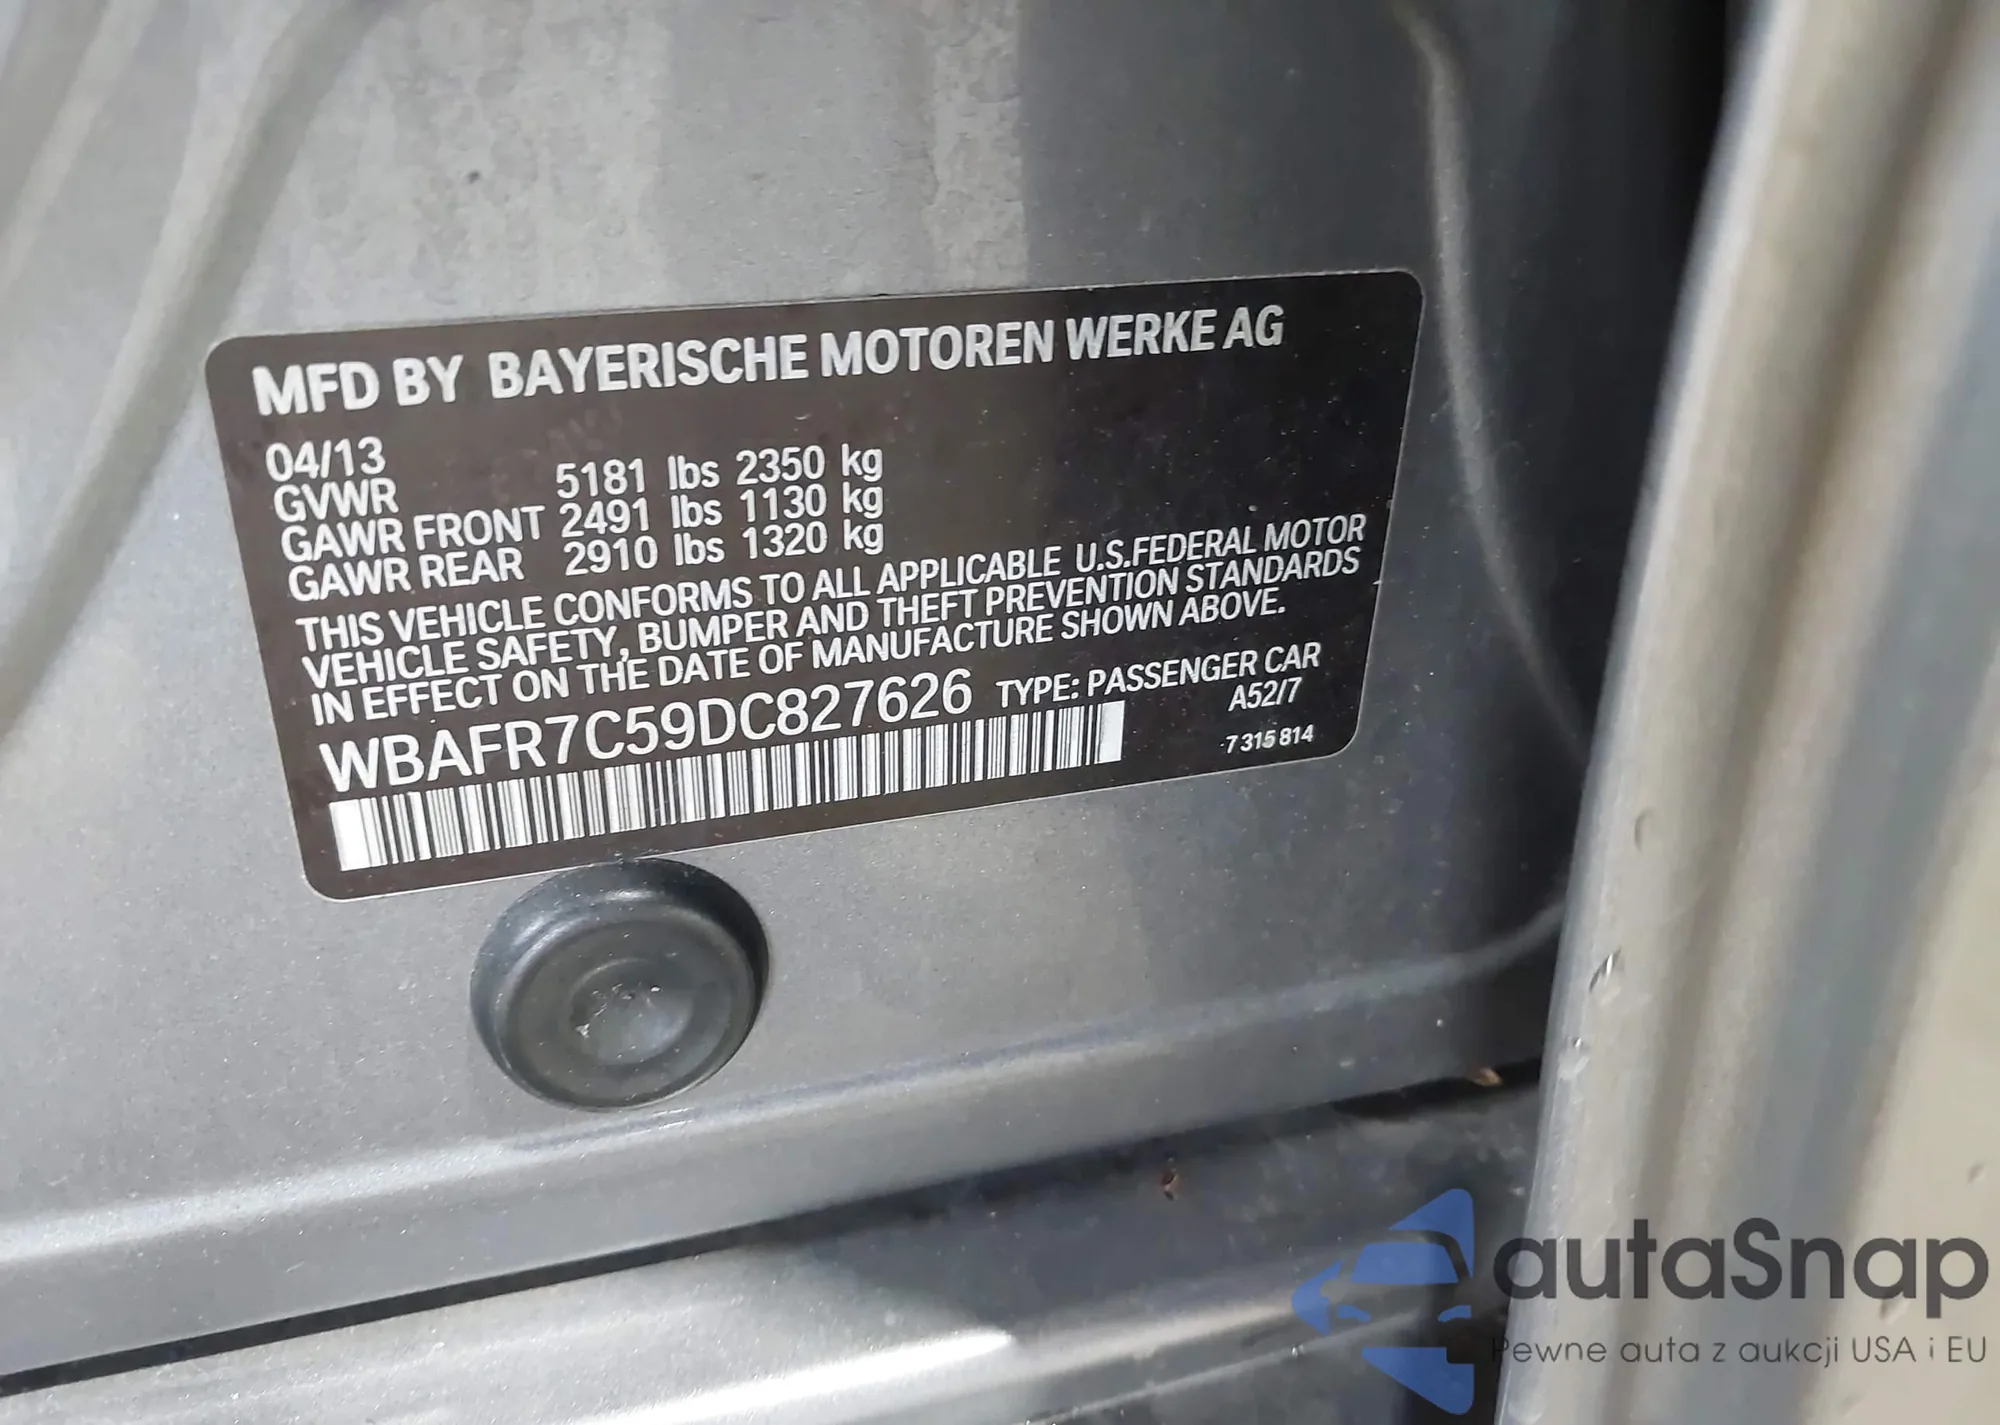 MFD BY BAYERISCHE MOTOREN WERKE AG
04/13
GVWR 5181 lbs 2350 kg
GAWR FRONT 2491 lbs 1130 kg
GAWR REAR 2910 lbs 1320 kg
THIS VEHICLE CONFORMS TO ALL APPLICABLE U.S.FEDERAL MOTOR
VEHICLE SAFETY, BUMPER AND THEFT PREVENTION STANDARDS
IN EFFECT ON THE DATE OF MANUFACTURE SHOWN ABOVE.
WBAFR7C59DC827626 TYPE: PASSENGER CAR
A52/7
7 315 814
autaSnap
Pewne auta z aukcji USA i EU